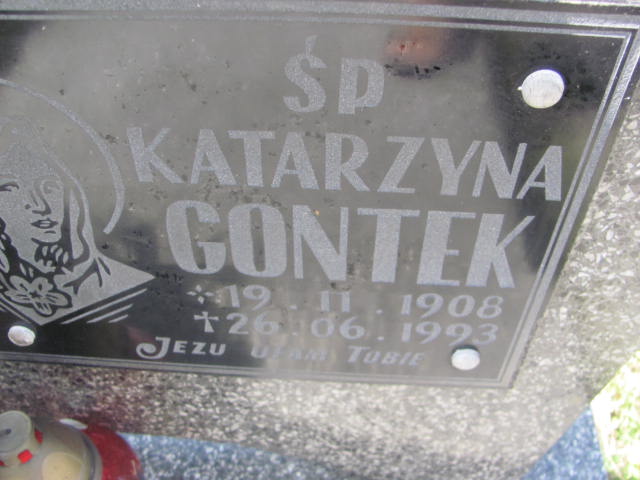 ŚP
KATARZYNA
GONTEK
19.11.1908
✝26.06.1993
JEZU UFAM TOBIE